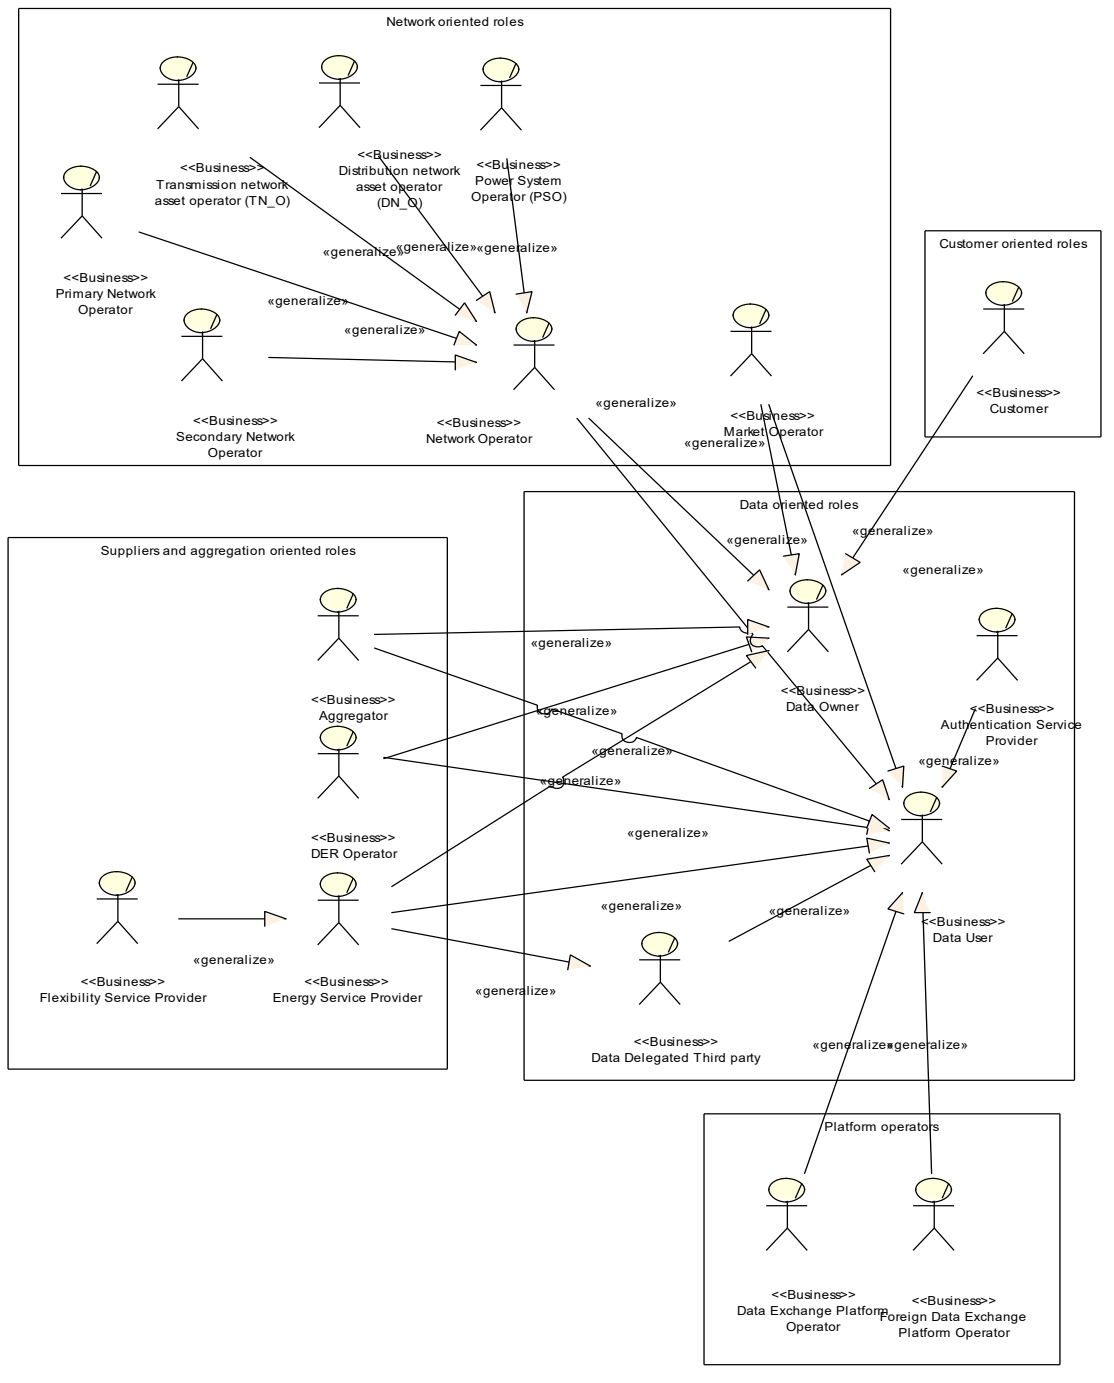 Network oriented roles
<<Business>>
Transmission network
asset operator (TN_O)
<<Business>>
Distribution network
asset operator
(DN_O)
<<Business>>
Power System
Operator (PSO)
<<Business>>
Primary Network
Operator
«generalize»
«generalize»
«generalize»
«generalize»
«generalize»
<<Business>>
Secondary Network
Operator
<<Business>>
Network Operator
«generalize»
<<Business>>
Market Operator
«generalize»
Customer oriented roles
<<Business>>
Customer
Data oriented roles
«generalize»
«generalize»
«generalize»
<<Business>>
Data Owner
<<Business>>
Authentication Service
Provider
«generalize»
Suppliers and aggregation oriented roles
<<Business>>
Aggregator
«generalize»
«generalize»
«generalize»
«generalize»
<<Business>>
DER Operator
«generalize»
«generalize»
«generalize»
<<Business>>
Flexibility Service Provider
«generalize»
<<Business>>
Energy Service Provider
«generalize»
<<Business>>
Data User
<<Business>>
Data Delegated Third party
«generalize»
«generalize»
Platform operators
<<Business>>
Data Exchange Platform
Operator
<<Business>>
Foreign Data Exchange
Platform Operator